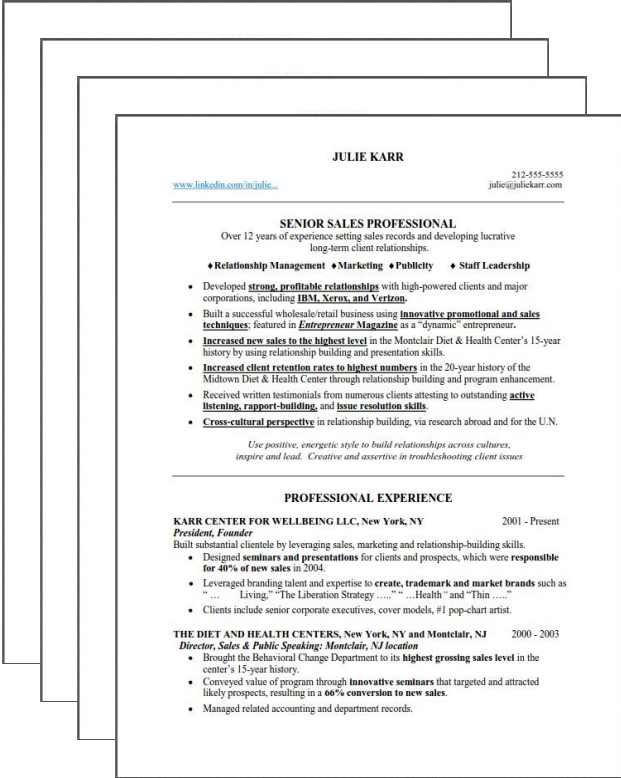 JULIE KARR
212-555-5555
www.linkedin.com/in/julie... julie@juliekarr.com
SENIOR SALES PROFESSIONAL
Over 12 years of experience setting sales records and developing lucrative
long-term client relationships.
♦Relationship Management ♦Marketing ♦Publicity ♦ Staff Leadership
• Developed strong, profitable relationships with high-powered clients and major
corporations, including IBM, Xerox, and Verizon.
• Built a successful wholesale/retail business using innovative promotional and sales
techniques; featured in Entrepreneur Magazine as a “dynamic” entrepreneur.
• Increased new sales to the highest level in the Montclair Diet & Health Center’s 15-year
history by using relationship building and presentation skills.
• Increased client retention rates to highest numbers in the 20-year history of the
Midtown Diet & Health Center through relationship building and program enhancement.
• Received written testimonials from numerous clients attesting to outstanding active
listening, rapport-building, and issue resolution skills.
• Cross-cultural perspective in relationship building, via research abroad and for the U.N.
Use positive, energetic style to build relationships across cultures,
inspire and lead. Creative and assertive in troubleshooting client issues
PROFESSIONAL EXPERIENCE
KARR CENTER FOR WELLBEING LLC, New York, NY 2001 - Present
President, Founder
Built substantial clientele by leveraging sales, marketing and relationship-building skills.
• Designed seminars and presentations for clients and prospects, which were responsible
for 40% of new sales in 2004.
• Leveraged branding talent and expertise to create, trademark and market brands such as
“ … Living,” “The Liberation Strategy ….,” “ …Health” and “Thin …..”
• Clients include senior corporate executives, cover models, #1 pop-chart artist.
THE DIET AND HEALTH CENTERS, New York, NY and Montclair, NJ 2000 - 2003
Director, Sales & Public Speaking: Montclair, NJ location
• Brought the Behavioral Change Department to its highest grossing sales level in the
center’s 15-year history.
• Conveyed value of program through innovative seminars that targeted and attracted
likely prospects, resulting in a 66% conversion to new sales.
• Managed related accounting and department records.